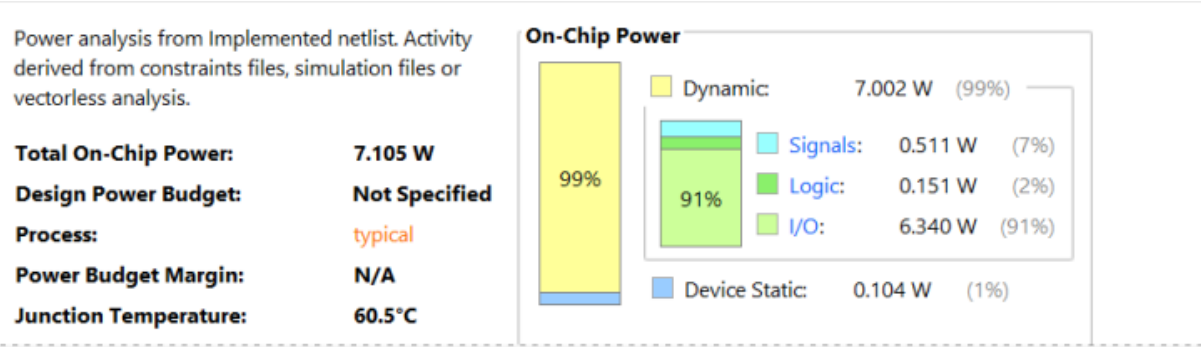 Power analysis from Implemented netlist. Activity
derived from constraints files, simulation files or
vectorless analysis.
Total On-Chip Power: 7.105 W
Design Power Budget: Not Specified
Process: typical
Power Budget Margin: N/A
Junction Temperature: 60.5°C
On-Chip Power
Dynamic: 7.002 W (99%)
99%
91%
Signals: 0.511 W (7%)
Logic: 0.151 W (2%)
I/O: 6.340 W (91%)
Device Static: 0.104 W (1%)